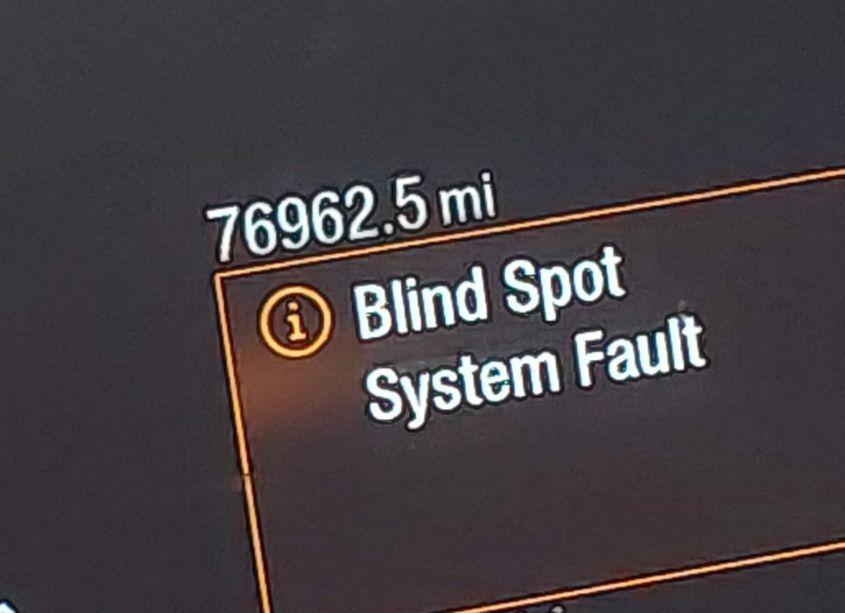 76962.5 mi
i Blind Spot
System Fault